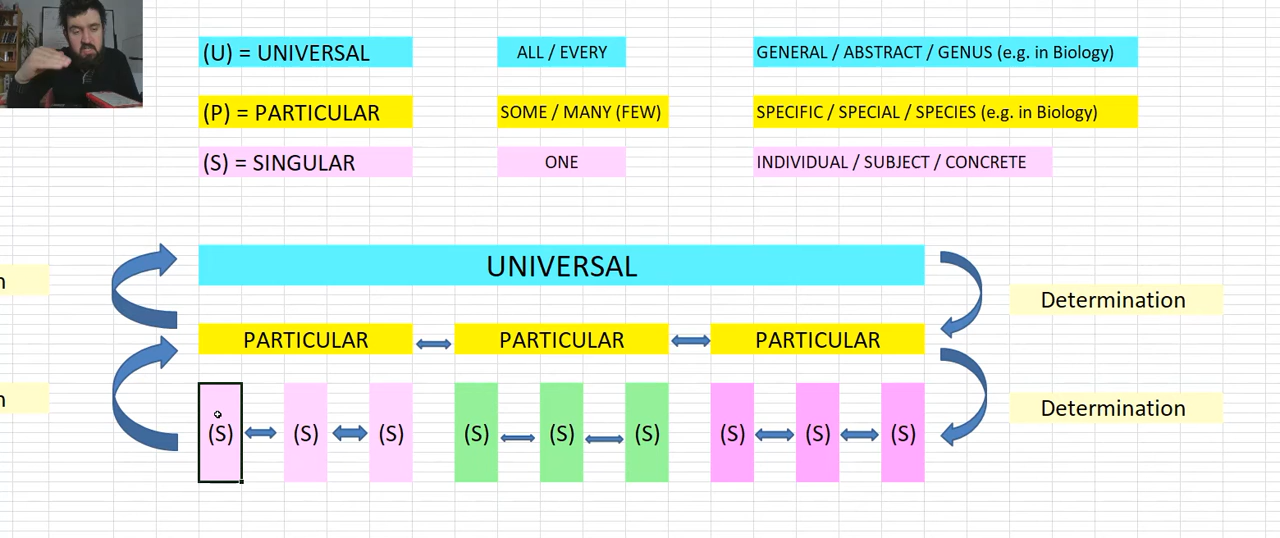 (U) = UNIVERSAL ALL / EVERY GENERAL / ABSTRACT / GENUS (e.g. in Biology)
(P) = PARTICULAR SOME / MANY (FEW) SPECIFIC / SPECIAL / SPECIES (e.g. in Biology)
(S) = SINGULAR ONE INDIVIDUAL / SUBJECT / CONCRETE
UNIVERSAL
n Determination
PARTICULAR PARTICULAR PARTICULAR
n Determination
(S) (S) (S) (S) (S) (S) (S) (S) (S)